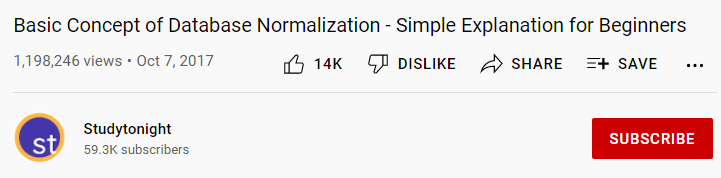 Basic Concept of Database Normalization - Simple Explanation for Beginners
1,198,246 views • Oct 7, 2017 14K DISLIKE SHARE SAVE ...
st Studytonight
59.3K subscribers
SUBSCRIBE